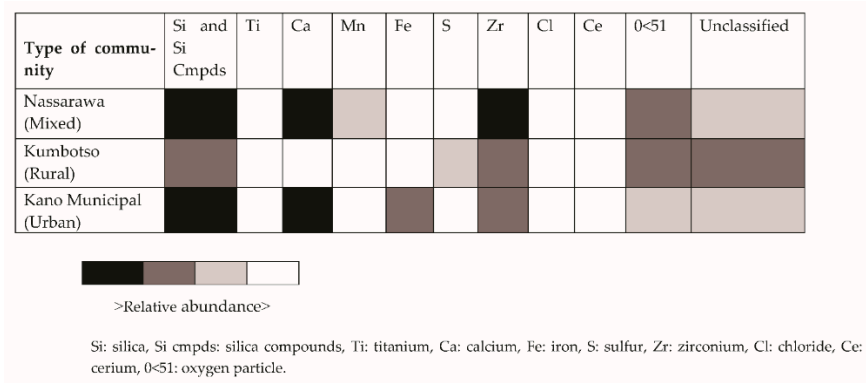 Type of commu-
nity
Si and
Si
Cmpds
Ti
Ca
Mn
Fe
S
Zr
Cl
Ce
0<51
Unclassified
Nassarawa
(Mixed)
Kumbotso
(Rural)
Kano Municipal
(Urban)
>Relative abundance>
Si: silica, Si cmpds: silica compounds, Ti: titanium, Ca: calcium, Fe: iron, S: sulfur, Zr: zirconium, Cl: chloride, Ce:
cerium, 0<51: oxygen particle.